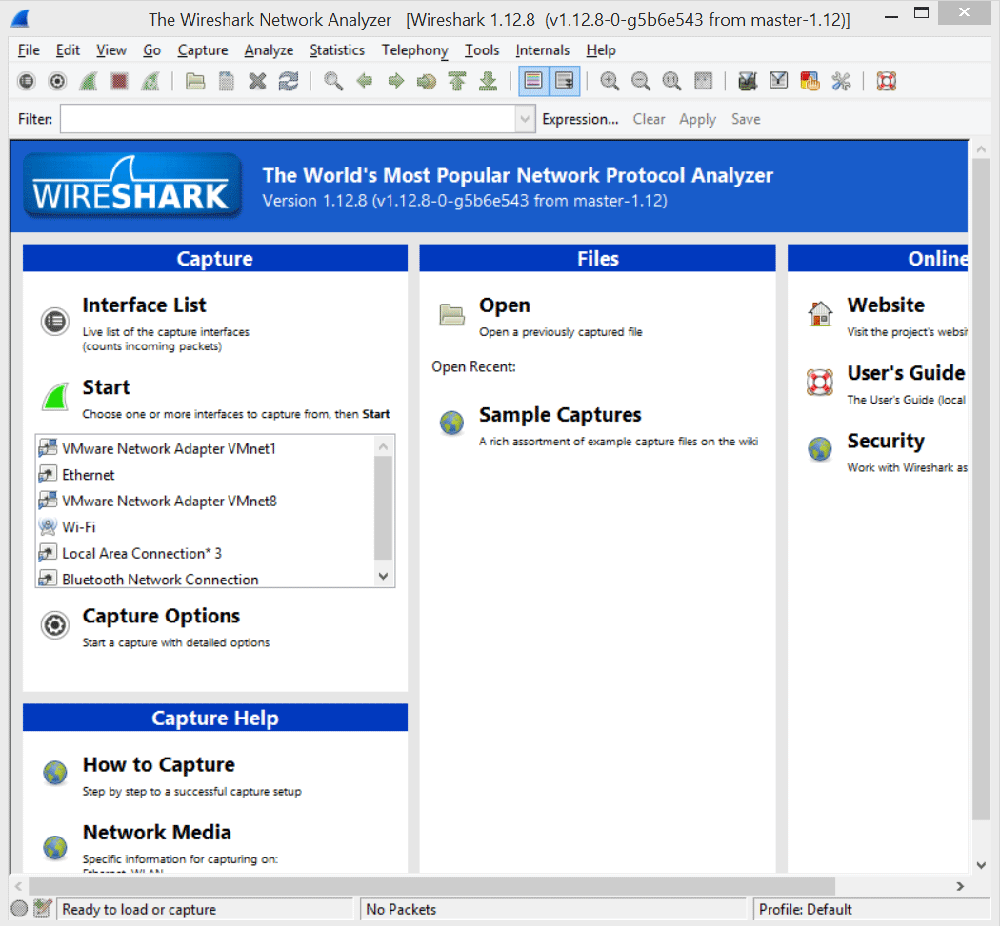 The Wireshark Network Analyzer [Wireshark 1.12.8 (v1.12.8-0-g5b6e543 from master-1.12)]
File Edit View Go Capture Analyze Statistics Telephony Tools Internals Help
Filter: Expression... Clear Apply Save
WIRESHARK
The World's Most Popular Network Protocol Analyzer
Version 1.12.8 (v1.12.8-0-g5b6e543 from master-1.12)
Capture
Interface List
Live list of the capture interfaces
(counts incoming packets)
Start
Choose one or more interfaces to capture from, then Start
VMware Network Adapter VMnet1
Ethernet
VMware Network Adapter VMnet8
Wi-Fi
Local Area Connection* 3
Bluetooth Network Connection
Capture Options
Start a capture with detailed options
Capture Help
How to Capture
Step by step to a successful capture setup
Network Media
Specific information for capturing on:
Ethernet, WLAN,
Files
Open
Open a previously captured file
Open Recent:
Sample Captures
A rich assortment of example capture files on the wiki
Online
Website
Visit the project's websi
User's Guide
The User's Guide (local
Security
Work with Wireshark as
Ready to load or capture
No Packets
Profile: Default